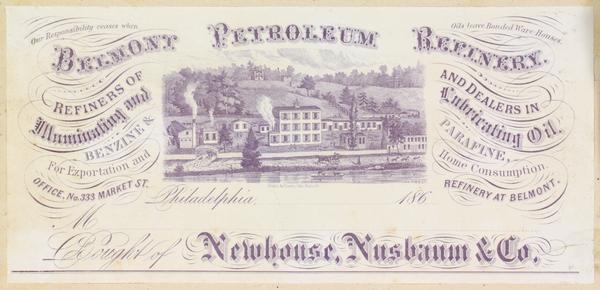 Our Responsibility ceases when Oils leave Bonded Ware Houses.
BELMONT PETROLEUM REFINERY.
REFINERS OF
Illuminating and
BENZINE &
For Exportation and
OFFICE, No. 333 MARKET ST.
AND DEALERS IN
Lubricating Oil.
PARAFINE,
Home Consumption.
REFINERY AT BELMONT.
Philadelphia, 186
M
Bought of Newhouse, Nusbaum & Co.